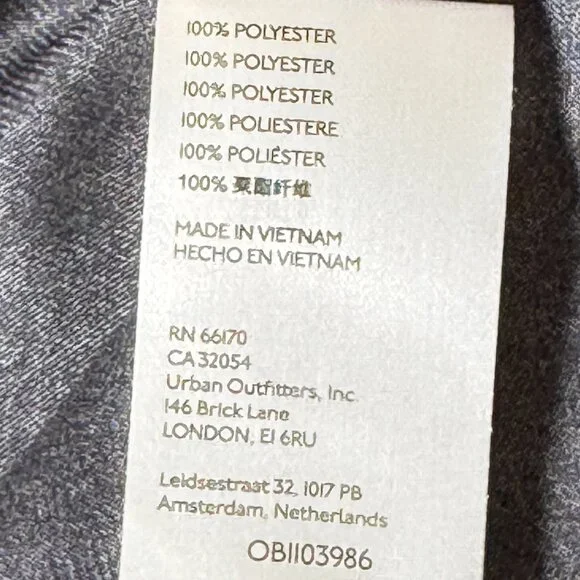 100% POLYESTER
100% POLYESTER
100% POLYESTER
100% POLIESTERE
100% POLIÉSTER
100% 聚酯纤维
MADE IN VIETNAM
HECHO EN VIETNAM
RN 66170
CA 32054
Urban Outfitters, Inc.
146 Brick Lane
LONDON, E1 6RU
Leidsestraat 32, 1017 PB
Amsterdam, Netherlands
OB1103986